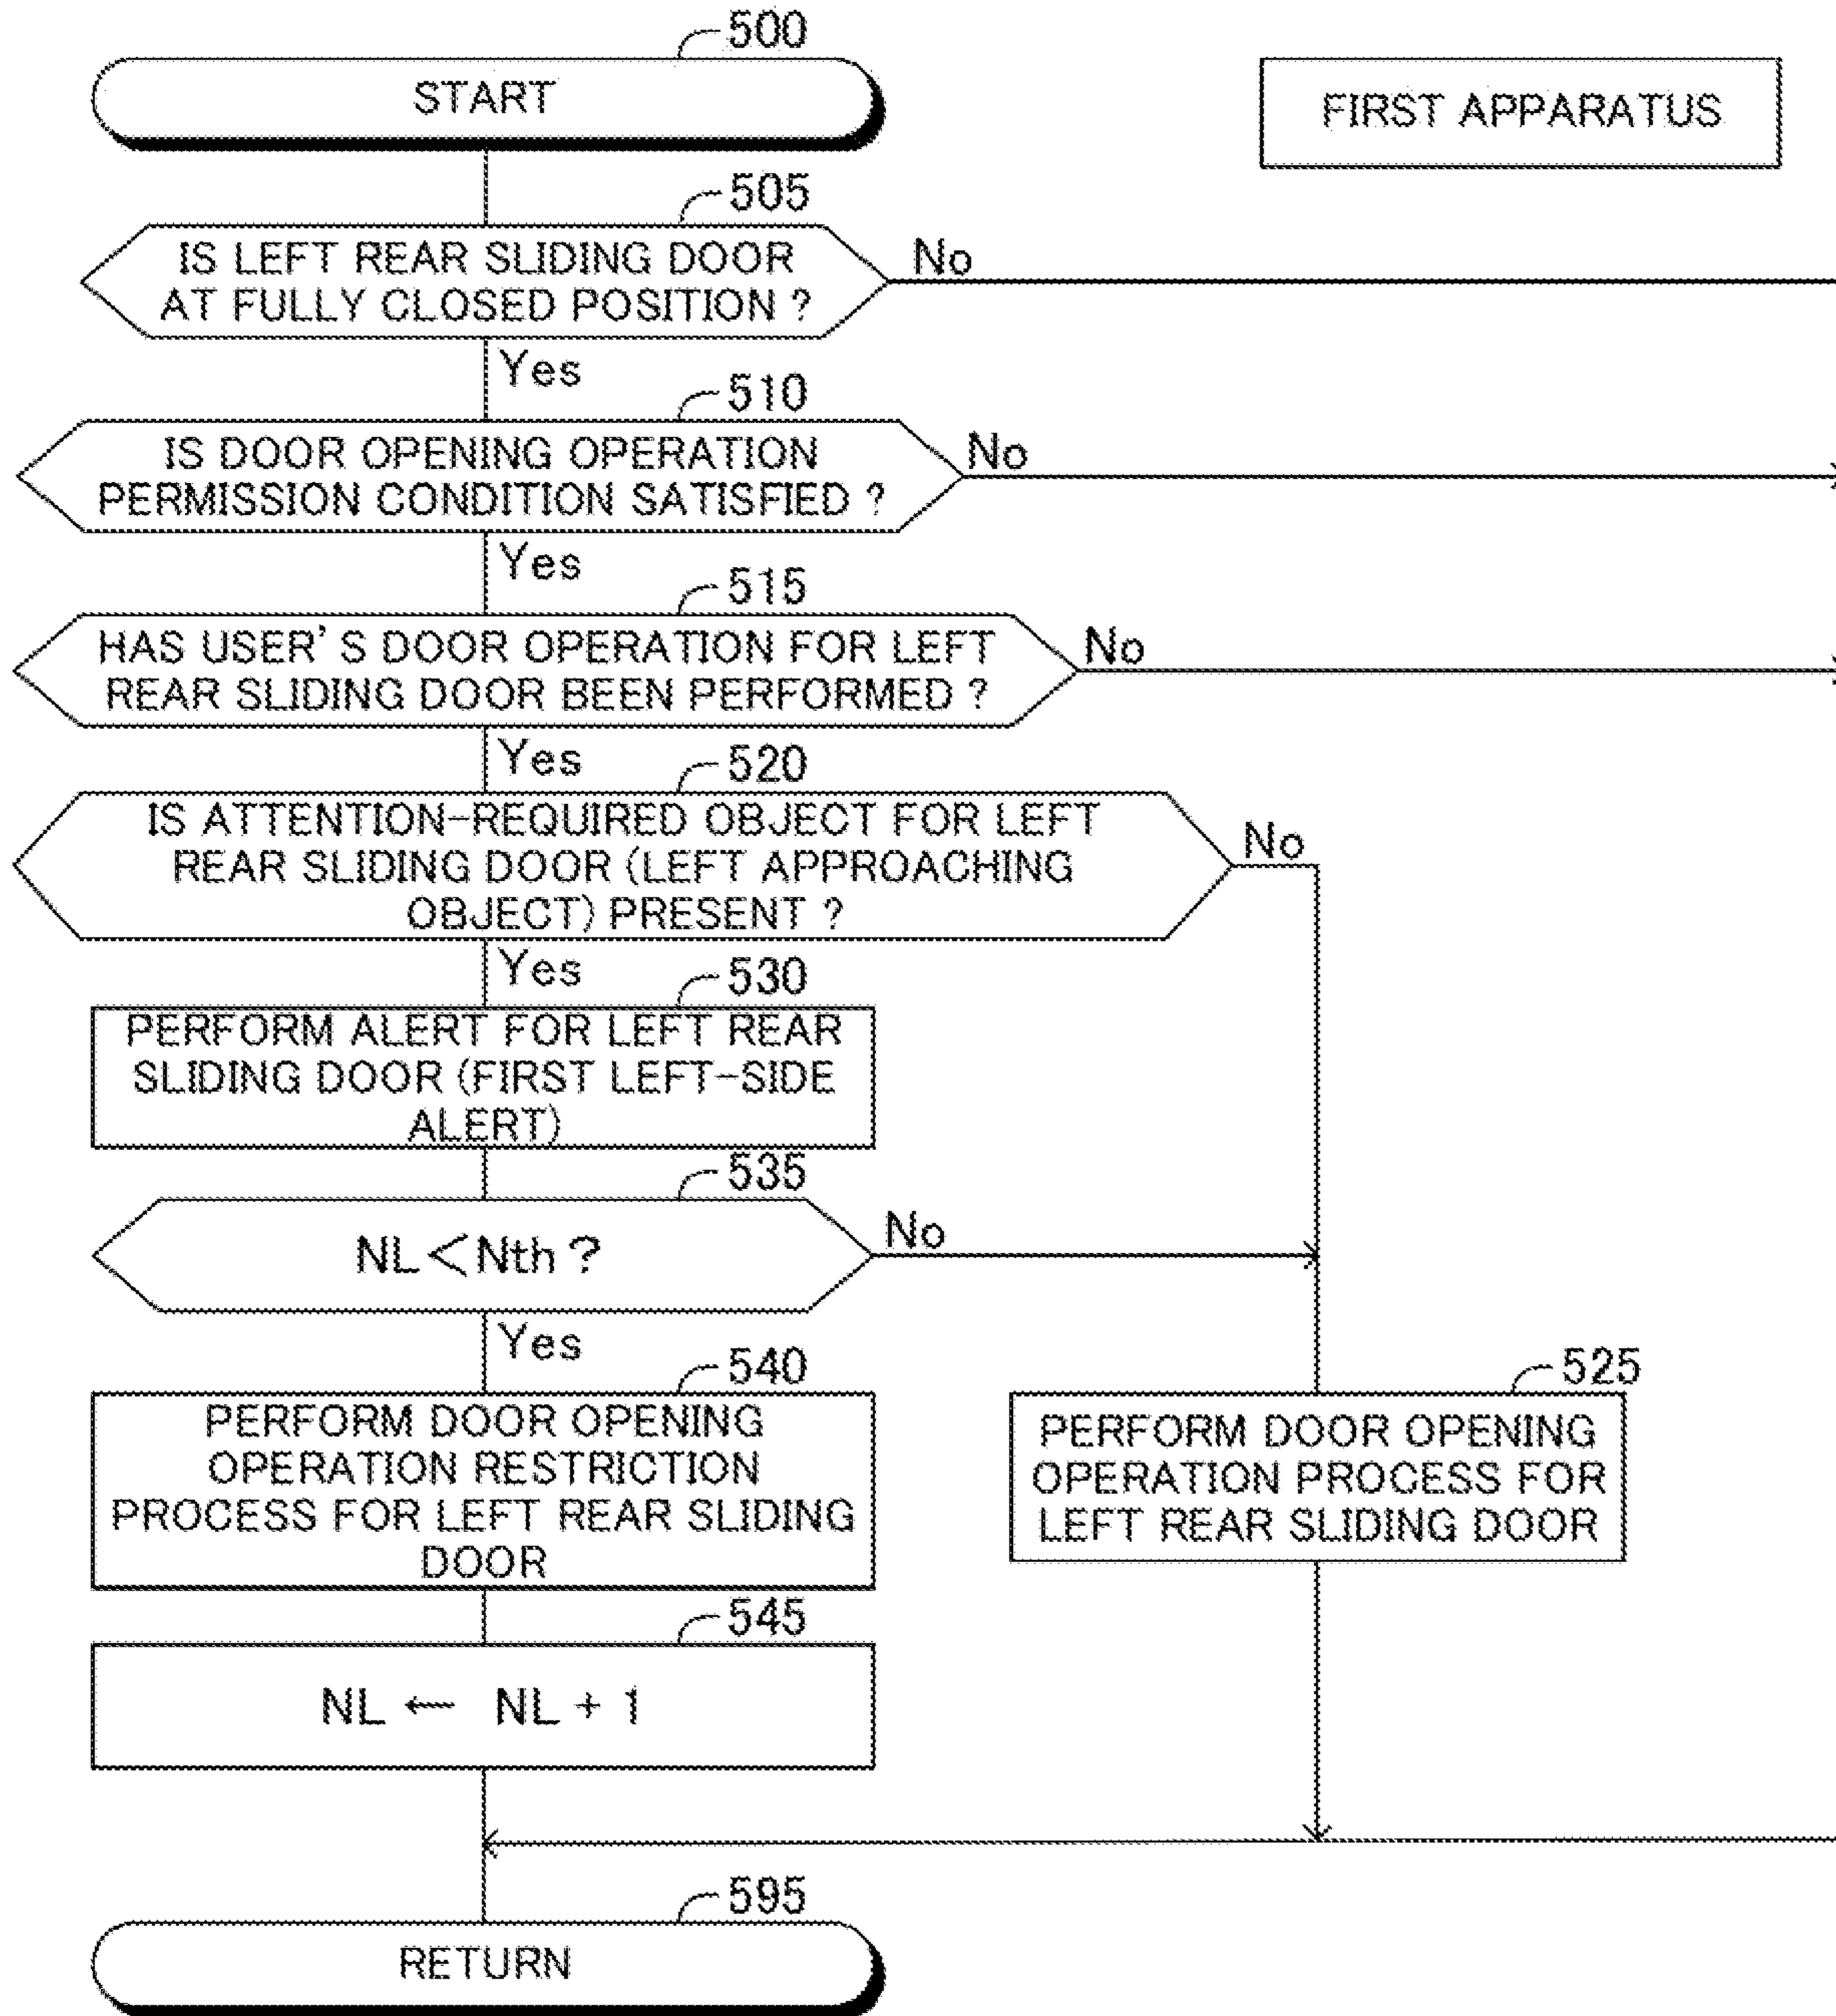 500
START
FIRST APPARATUS
505
IS LEFT REAR SLIDING DOOR
AT FULLY CLOSED POSITION ?
No
Yes
510
IS DOOR OPENING OPERATION
PERMISSION CONDITION SATISFIED ?
No
Yes
515
HAS USER'S DOOR OPERATION FOR LEFT
REAR SLIDING DOOR BEEN PERFORMED ?
No
Yes
520
IS ATTENTION-REQUIRED OBJECT FOR LEFT
REAR SLIDING DOOR (LEFT APPROACHING
OBJECT) PRESENT ?
No
Yes
530
PERFORM ALERT FOR LEFT REAR
SLIDING DOOR (FIRST LEFT-SIDE
ALERT)
535
NL<Nth ?
No
Yes
540
PERFORM DOOR OPENING
OPERATION RESTRICTION
PROCESS FOR LEFT REAR SLIDING
DOOR
525
PERFORM DOOR OPENING
OPERATION PROCESS FOR
LEFT REAR SLIDING DOOR
545
NL ← NL + 1
595
RETURN